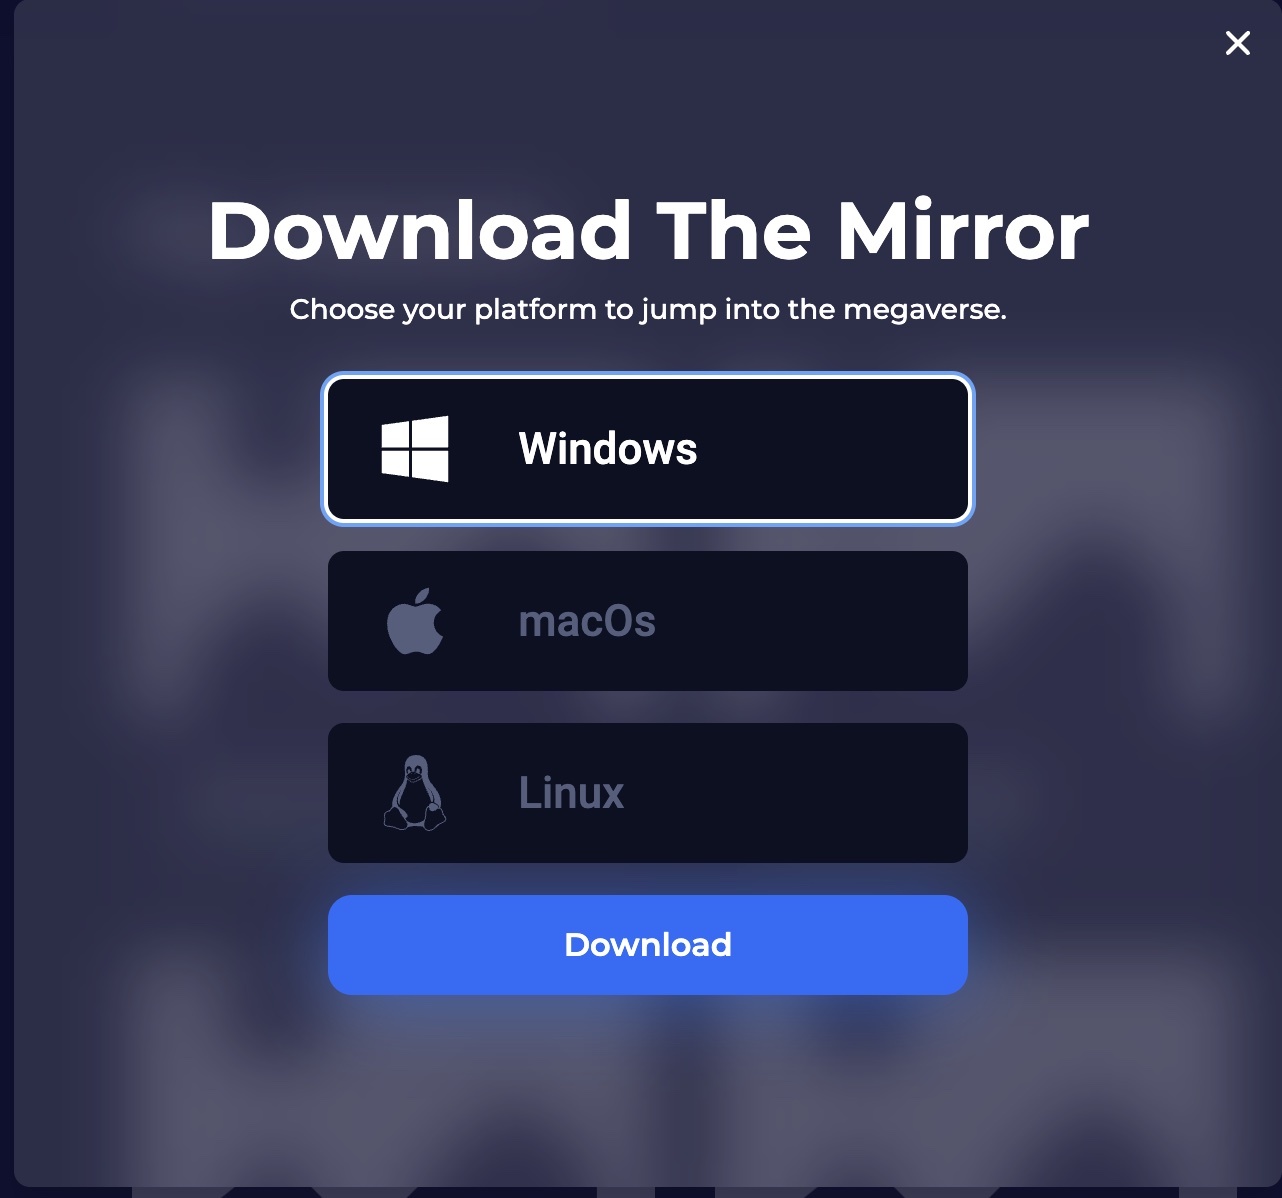 Download The Mirror
Choose your platform to jump into the megaverse.
Windows
macOs
Linux
Download